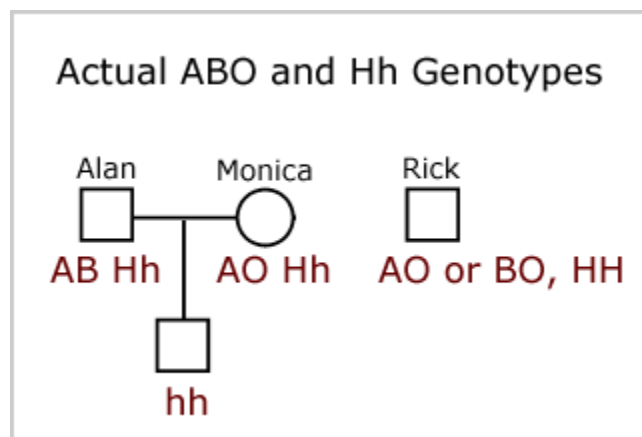 Actual ABO and Hh Genotypes
Alan Monica Rick
AB Hh AO Hh AO or BO, HH
hh